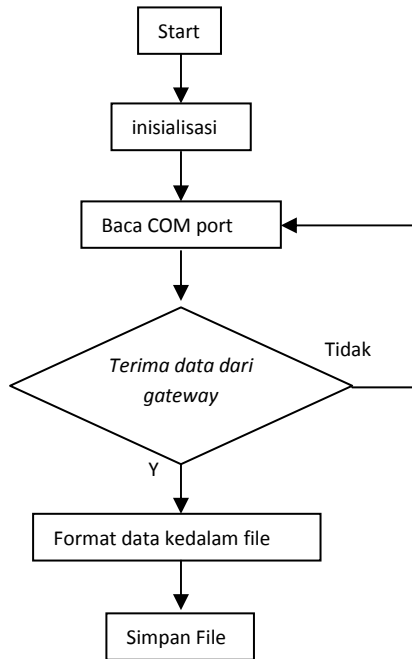 Start
inisialisasi
Baca COM port
Terima data dari
gateway
Tidak
Y
Format data kedalam file
Simpan File